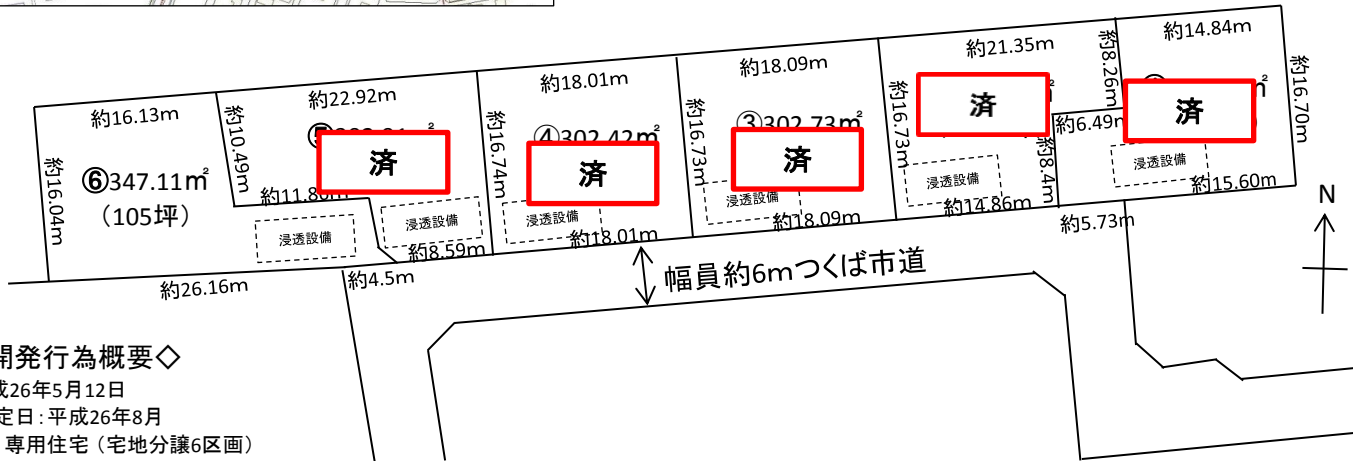 約16.13m
約22.92m
約18.01m
約18.09m
約21.35m
約14.84m
約16.04m
約10.49m
約16.74m
約16.73m
約16.73m
約8.26m
約16.70m
⑥347.11㎡
(105坪)
⑤
済
④302.42㎡
済
③302.73㎡
済
済
済
約11.86m
約6.49m
約8.4m
浸透設備
浸透設備
浸透設備
浸透設備
浸透設備
浸透設備
約26.16m
約4.5m
約8.59m
約18.01m
約18.09m
約14.86m
約5.73m
約15.60m
幅員約6mつくば市道
N
開発行為概要◇
成26年5月12日
定日:平成26年8月
専用住宅(宅地分譲6区画)